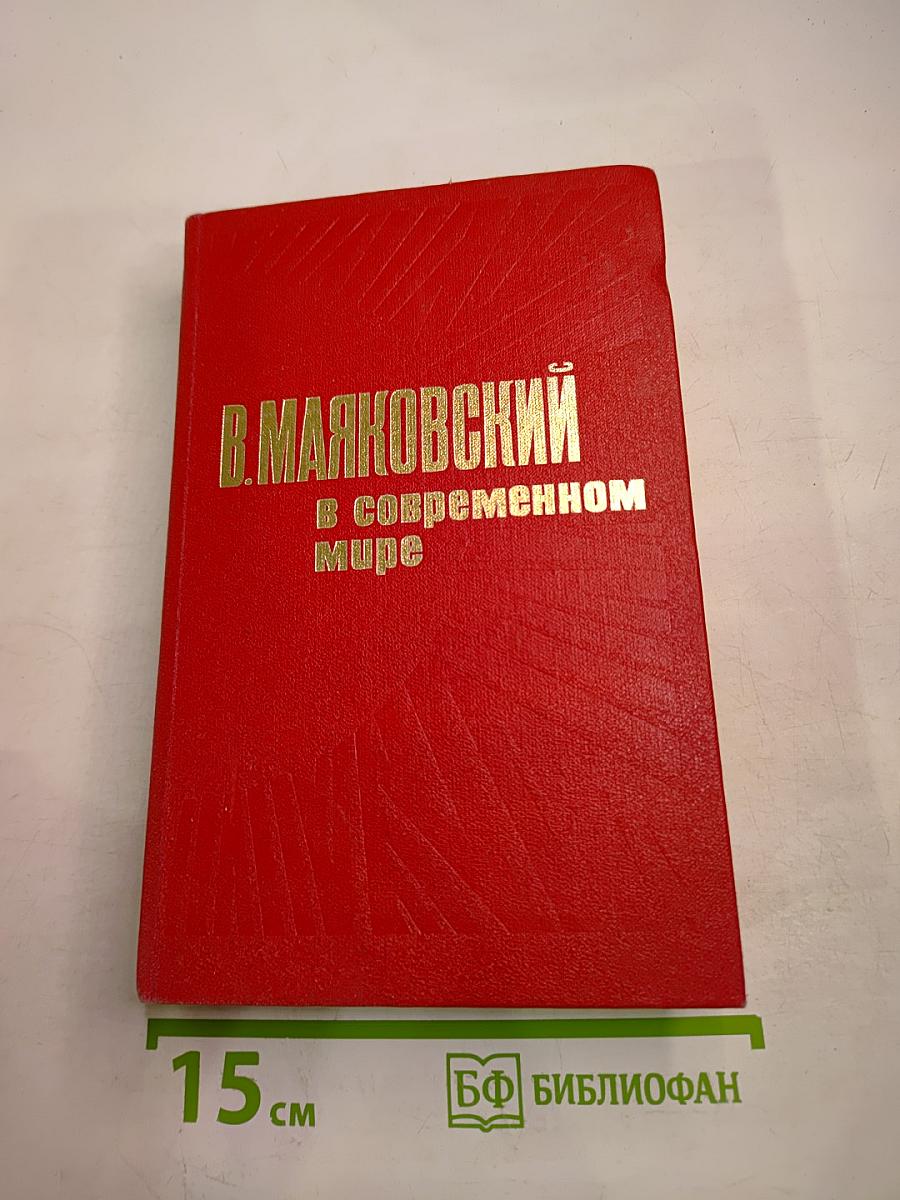 В. МАЯКОВСКИЙ
в современном
мире
15 см
БФ БИБЛИОФАН